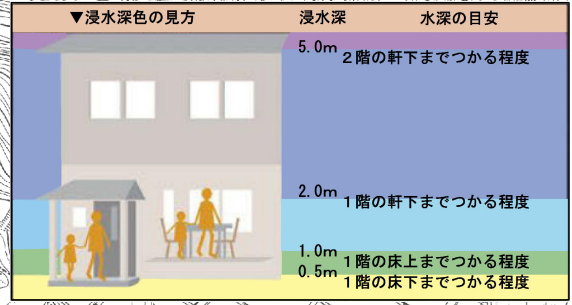 ▼浸水深色の見方 浸水深 水深の目安
5.0m
2階の軒下までつかる程度
2.0m
1階の軒下までつかる程度
1.0m
1階の床上までつかる程度
0.5m
1階の床下までつかる程度